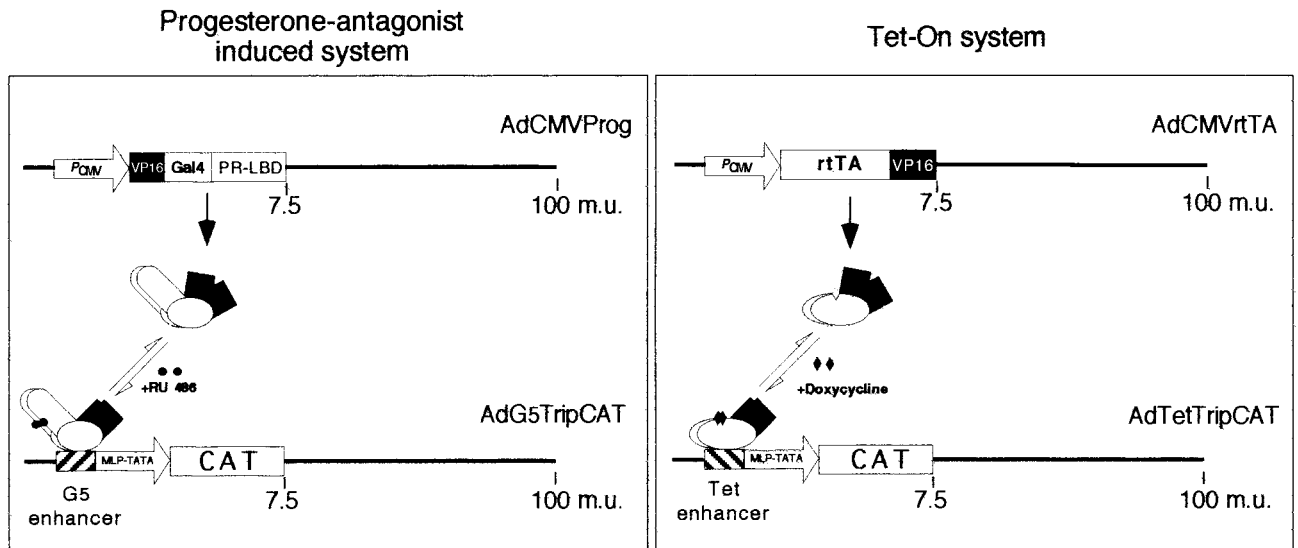 Progesterone-antagonist
induced system
AdCMVProg
PCMV VP16 Gal4 PR-LBD
7.5
100 m.u.
+RU 486
AdG5TripCAT
MLP-TATA CAT
G5
enhancer
7.5
100 m.u.
Tet-On system
AdCMVrtTA
PCMV rtTA VP16
7.5
100 m.u.
+Doxycycline
AdTetTripCAT
MLP-TATA CAT
Tet
enhancer
7.5
100 m.u.